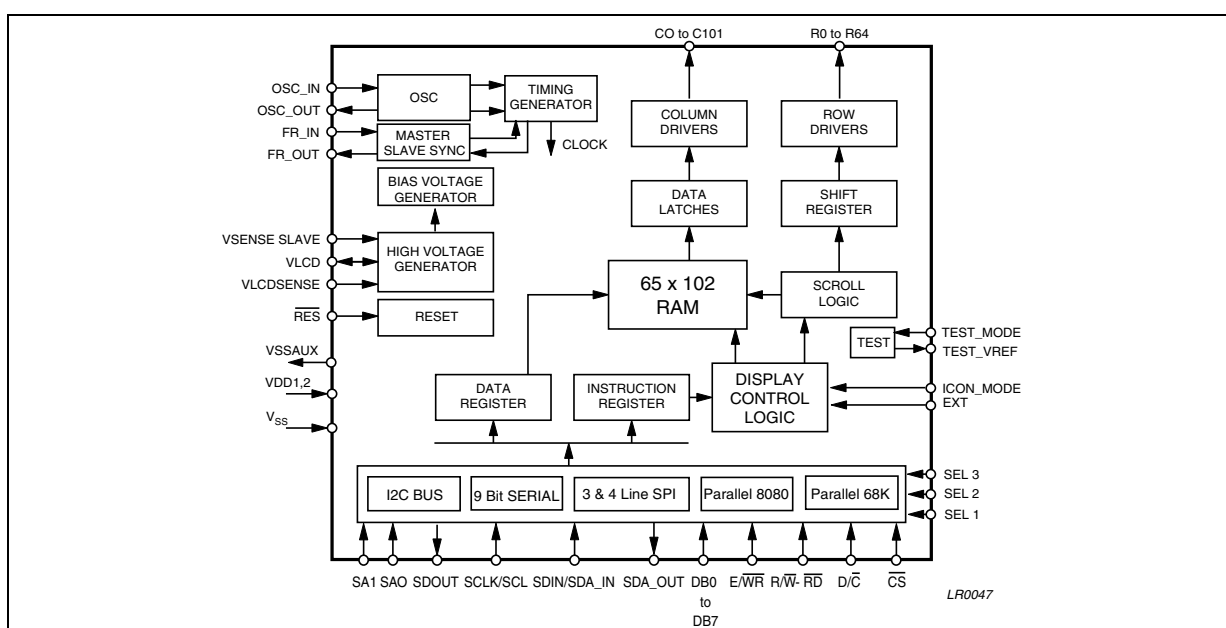 CO to C101
R0 to R64
OSC_IN
OSC_OUT
FR_IN
FR_OUT
OSC
TIMING
GENERATOR
MASTER
SLAVE SYNC
CLOCK
COLUMN
DRIVERS
ROW
DRIVERS
BIAS VOLTAGE
GENERATOR
DATA
LATCHES
SHIFT
REGISTER
VSENSE SLAVE
VLCD
VLCDSENSE
HIGH VOLTAGE
GENERATOR
65 x 102
RAM
SCROLL
LOGIC
RES
RESET
TEST
TEST_MODE
TEST_VREF
VSSAUX
VDD1,2
VSS
DATA
REGISTER
INSTRUCTION
REGISTER
DISPLAY
CONTROL
LOGIC
ICON_MODE
EXT
I2C BUS
9 Bit SERIAL
3 & 4 Line SPI
Parallel 8080
Parallel 68K
SEL 3
SEL 2
SEL 1
SA1
SAO
SDOUT
SCLK/SCL
SDIN/SDA_IN
SDA_OUT
DB0
to
DB7
E/WR
R/W- RD
D/C
CS
LR0047